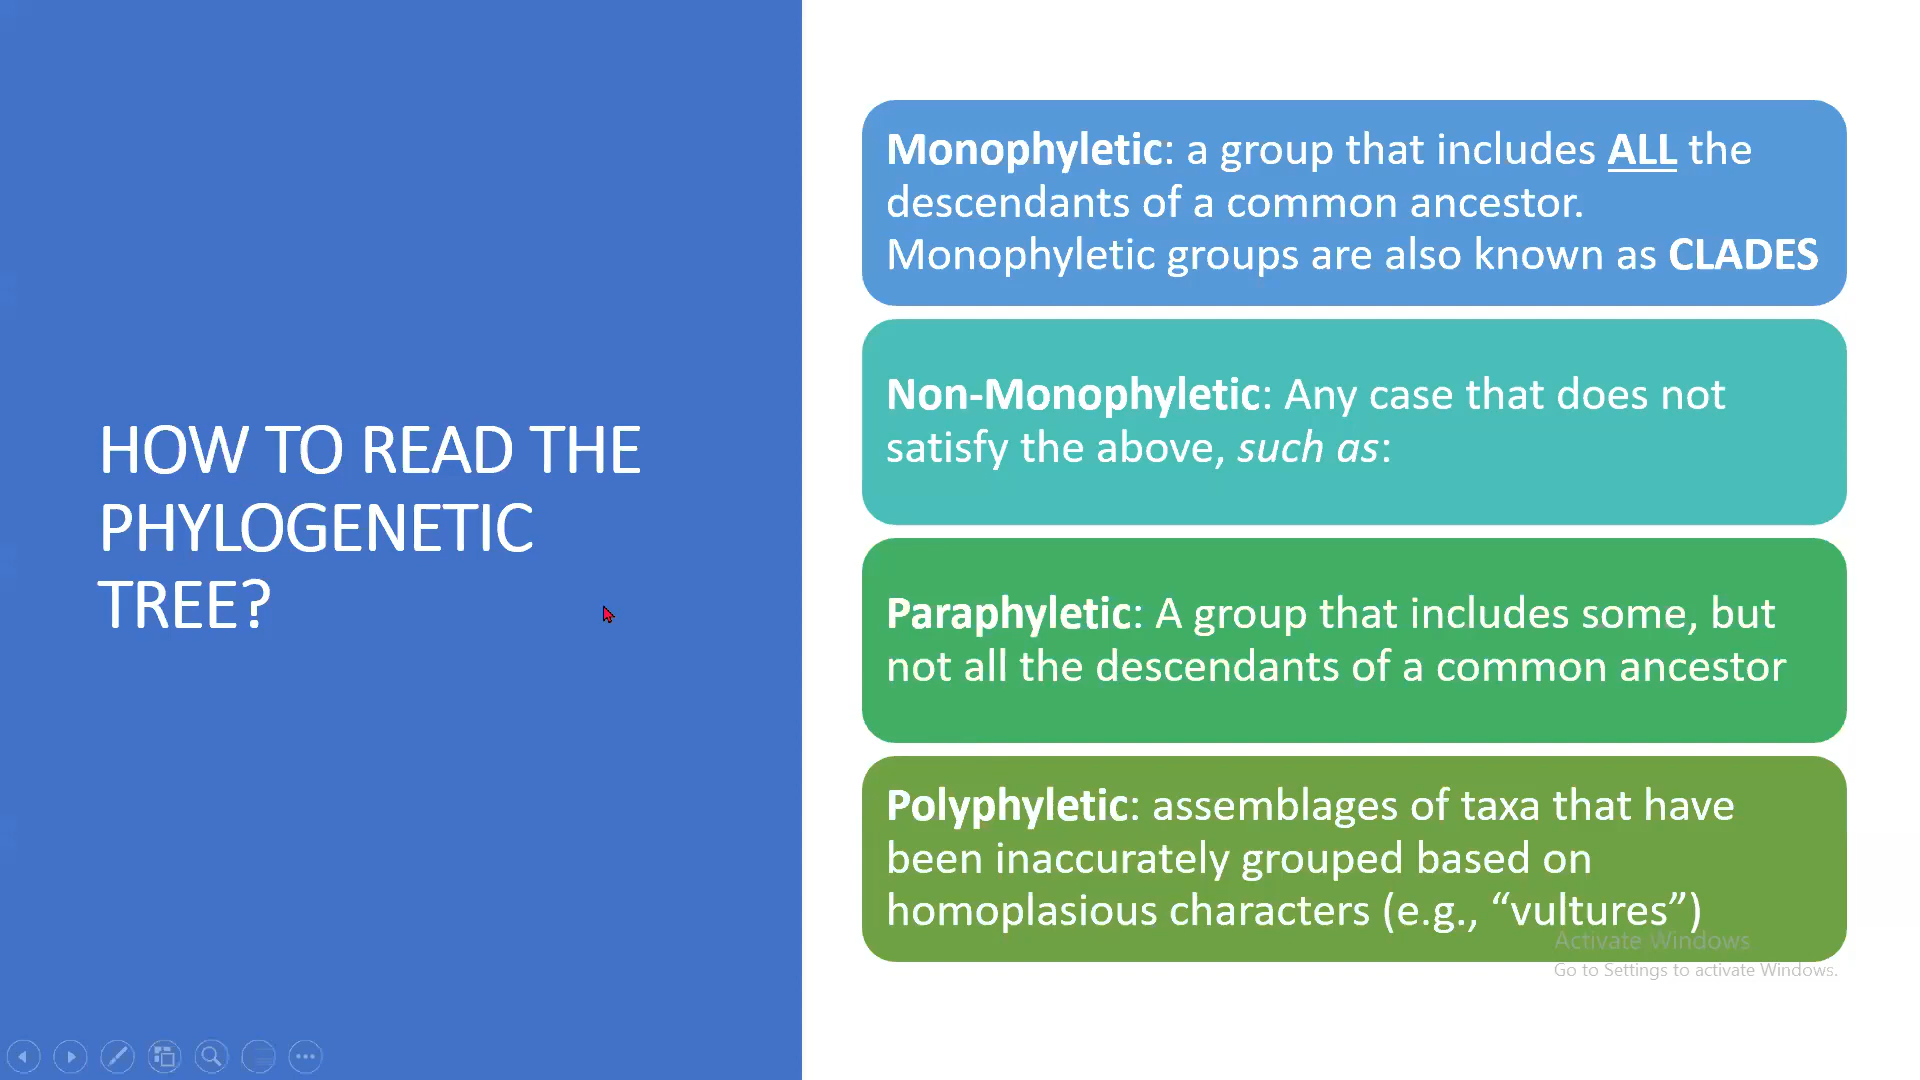 HOW TO READ THE
PHYLOGENETIC
TREE?
Monophyletic: a group that includes ALL the
descendants of a common ancestor.
Monophyletic groups are also known as CLADES
Non-Monophyletic: Any case that does not
satisfy the above, such as:
Paraphyletic: A group that includes some, but
not all the descendants of a common ancestor
Polyphyletic: assemblages of taxa that have
been inaccurately grouped based on
homoplasious characters (e.g., “vultures”)
Activate Windows
Go to Settings to activate Windows.